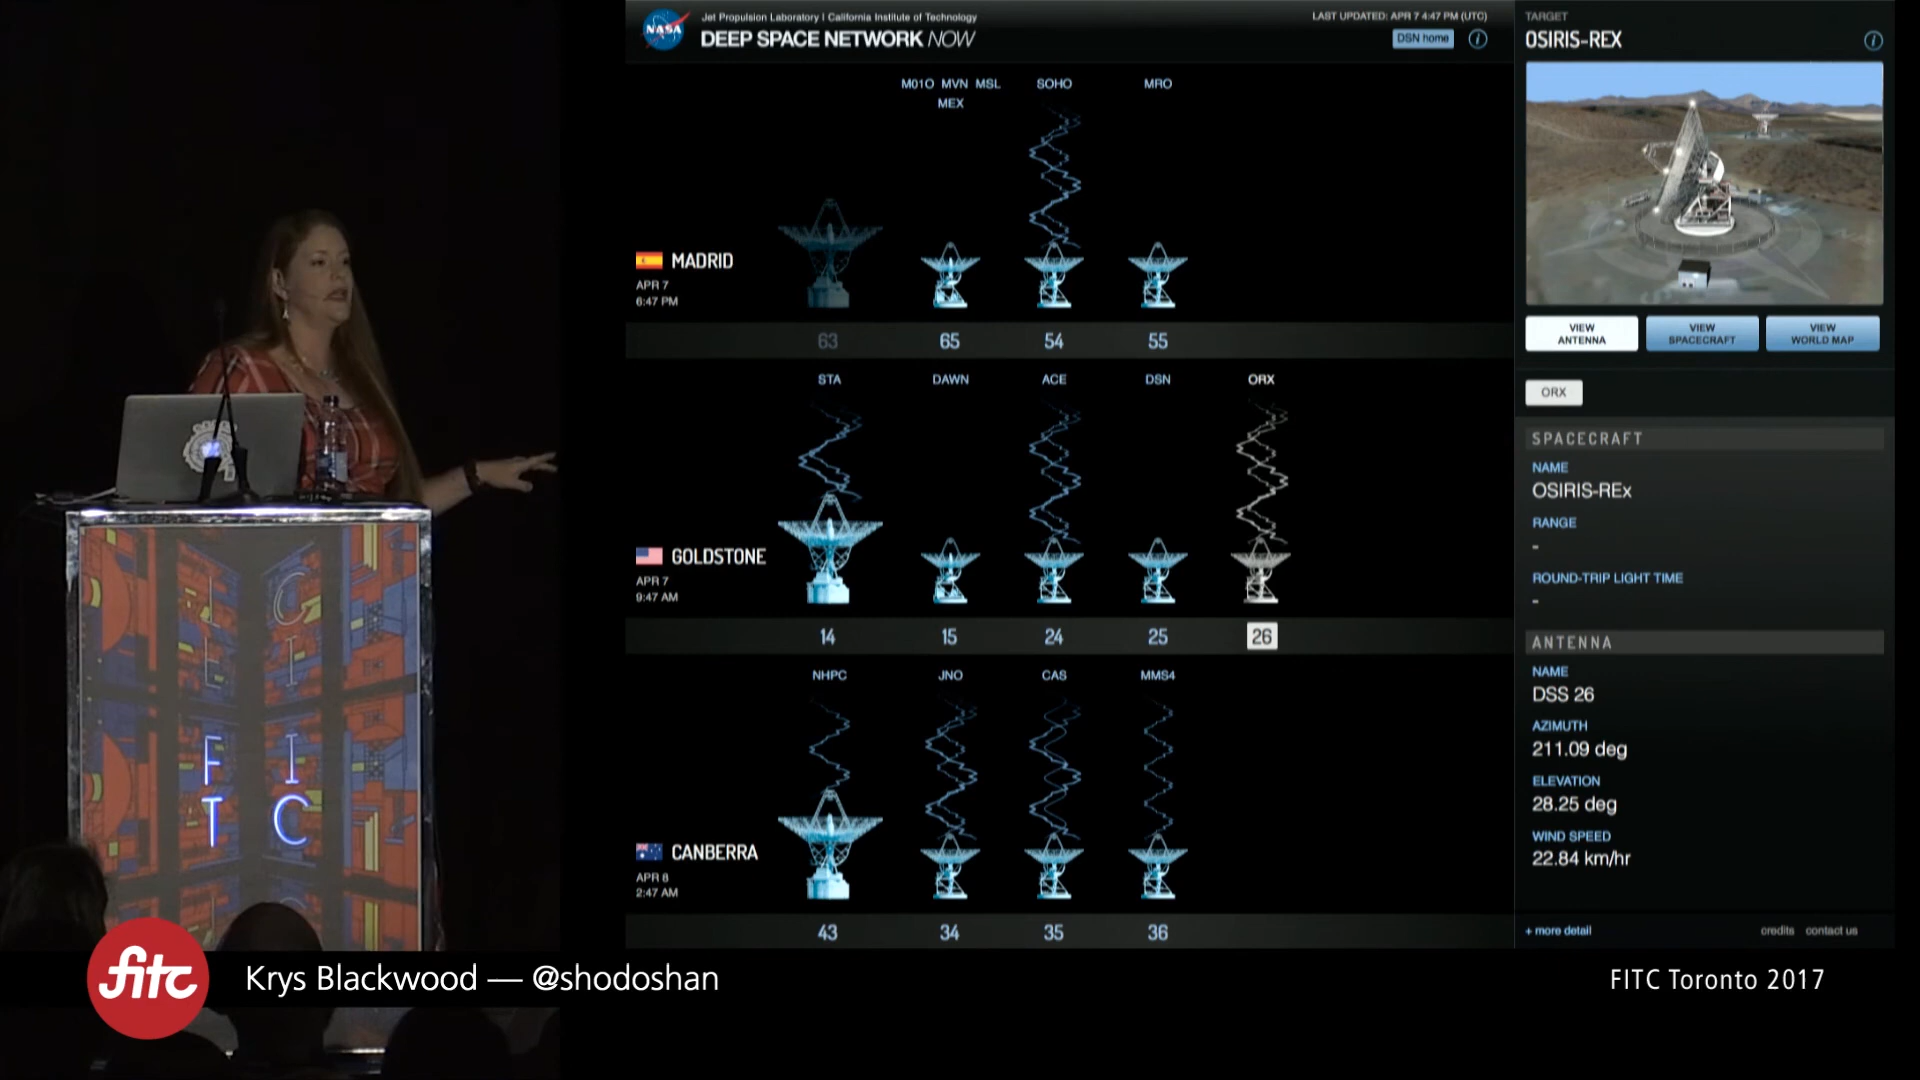 NASA
Jet Propulsion Laboratory | California Institute of Technology
DEEP SPACE NETWORK NOW
LAST UPDATED: APR 7 4:47 PM (UTC)
DSN home
i
M01O MVN MSL
MEX
SOHO
MRO
MADRID
APR 7
6:47 PM
63
65
54
55
STA
DAWN
ACE
DSN
ORX
GOLDSTONE
APR 7
9:47 AM
14
15
24
25
26
NHPC
JNO
CAS
MMS4
CANBERRA
APR 8
2:47 AM
43
34
35
36
TARGET
OSIRIS-REX
i
VIEW
ANTENNA
VIEW
SPACECRAFT
VIEW
WORLD MAP
ORX
SPACECRAFT
NAME
OSIRIS-REx
RANGE
-
ROUND-TRIP LIGHT TIME
-
ANTENNA
NAME
DSS 26
AZIMUTH
211.09 deg
ELEVATION
28.25 deg
WIND SPEED
22.84 km/hr
+ more detail
credits contact us
F I
T C
fitc
Krys Blackwood — @shodoshan
FITC Toronto 2017